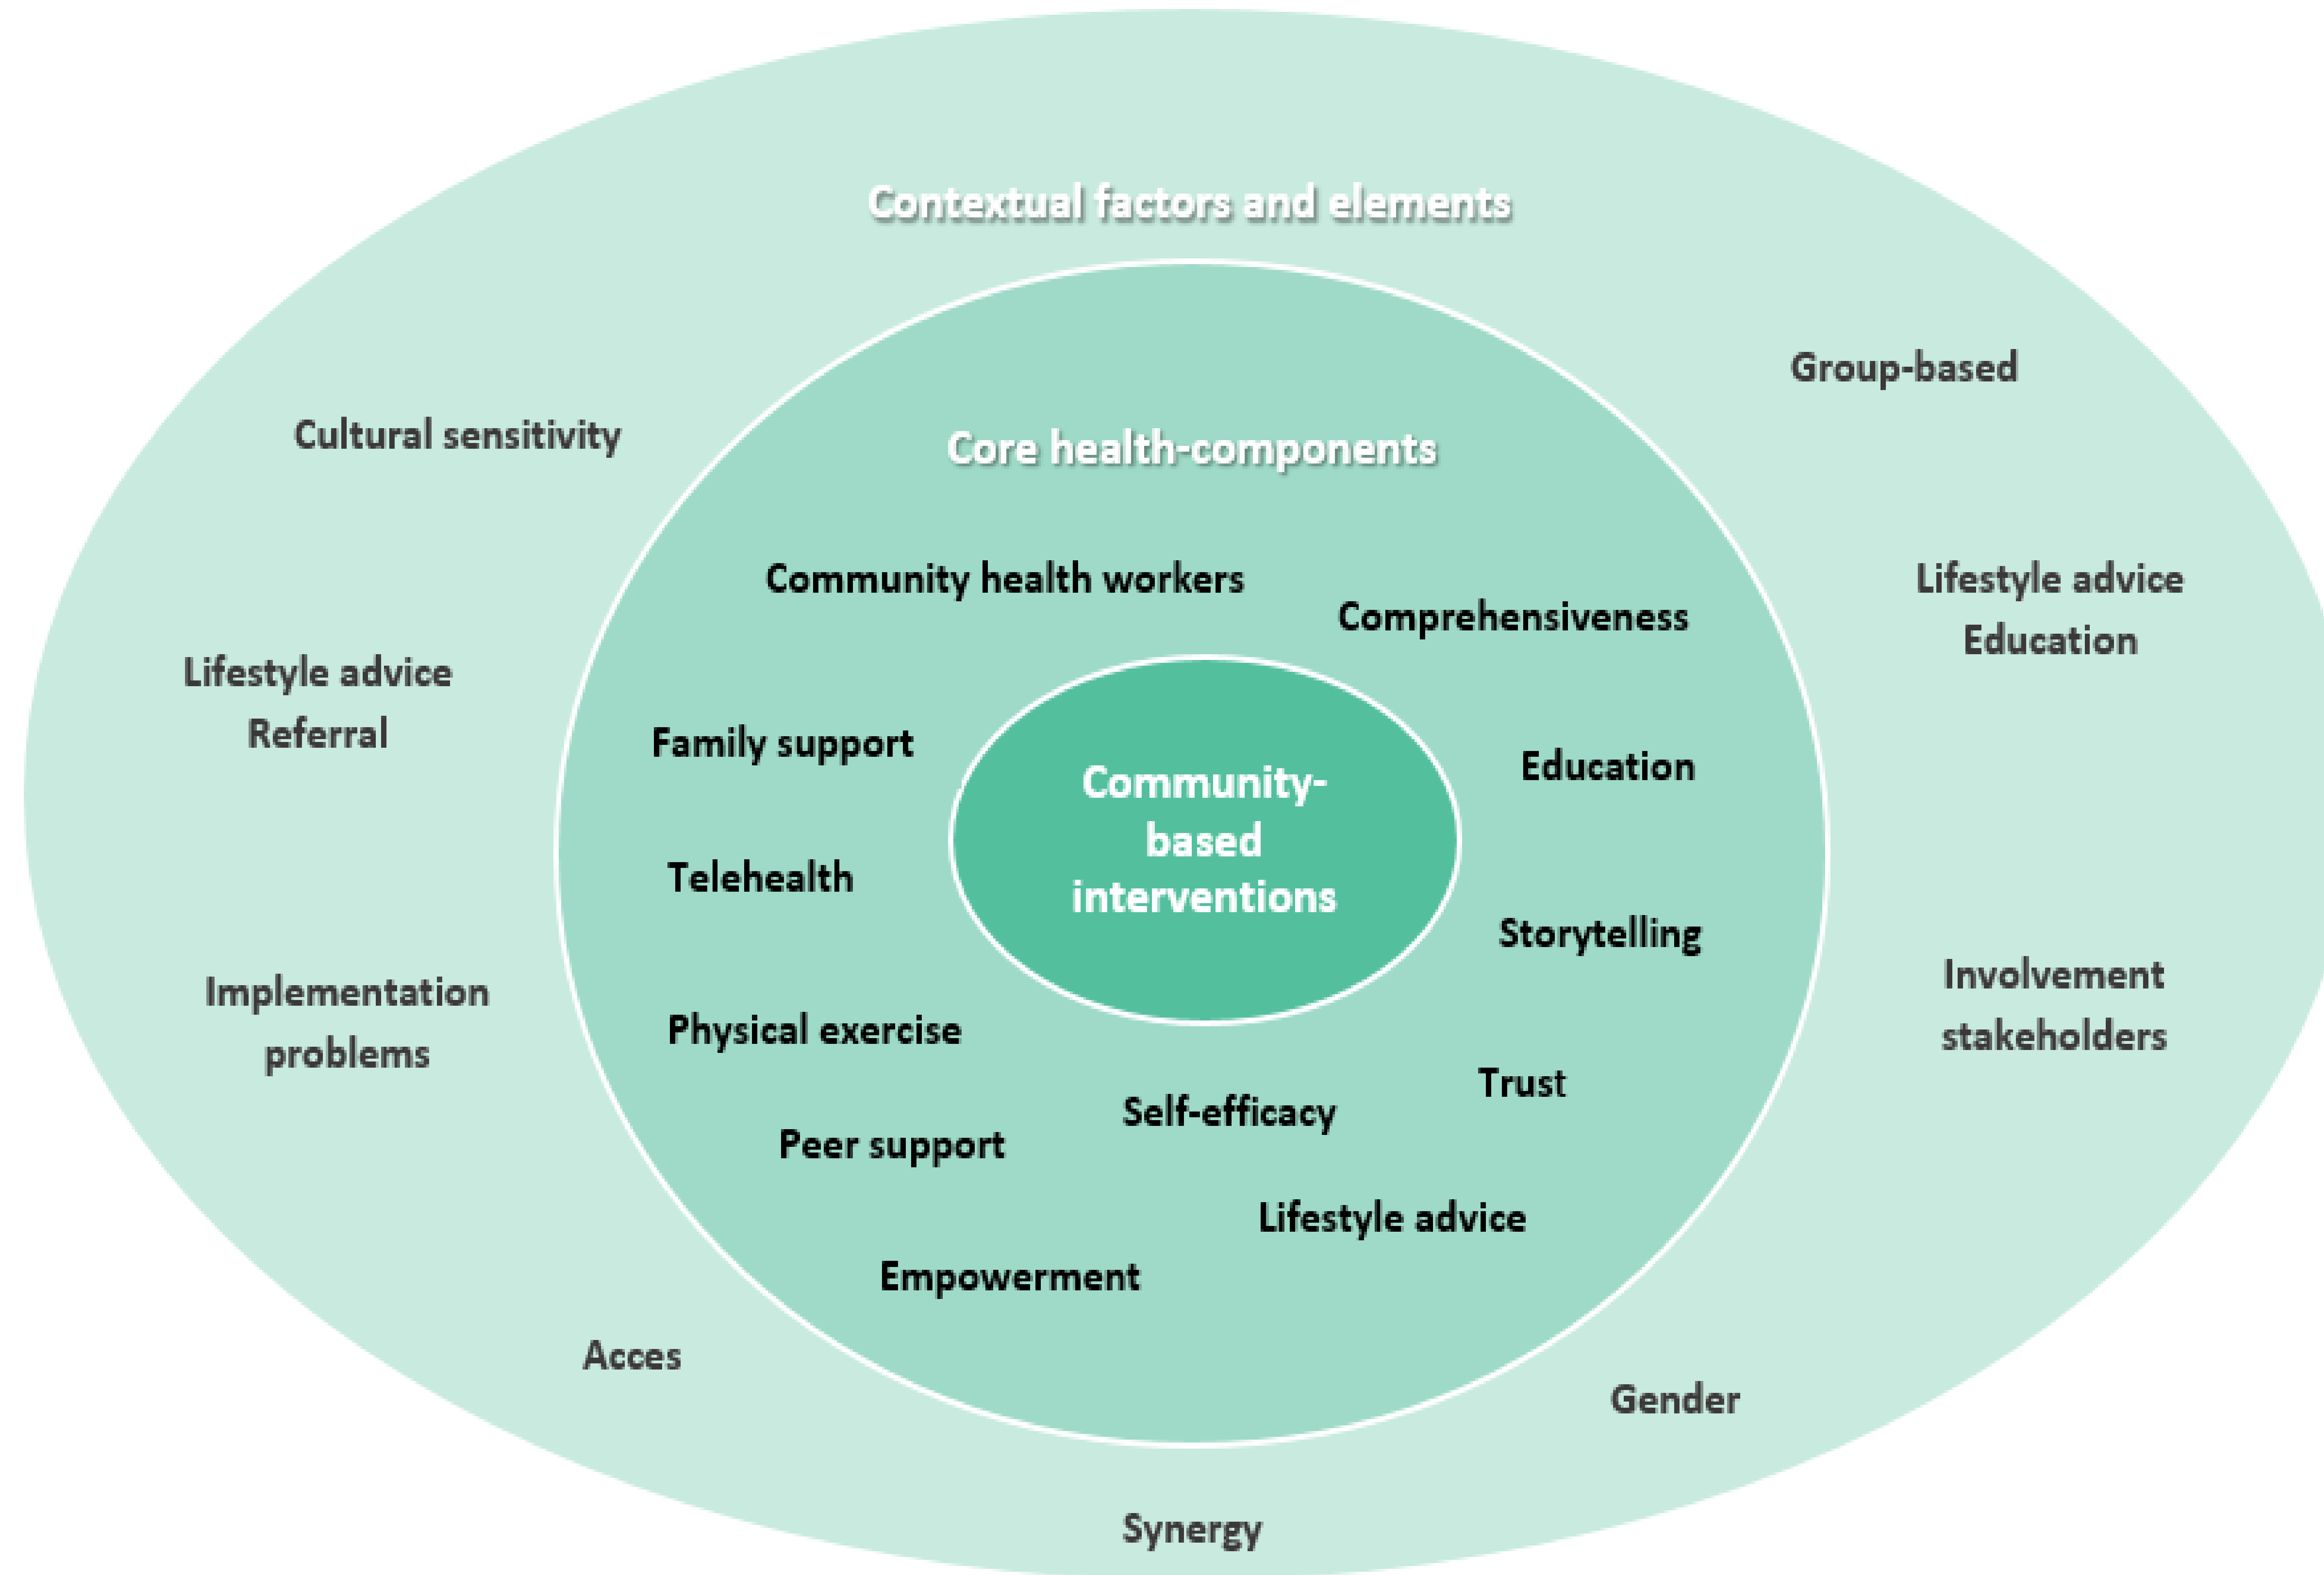 Contextual factors and elements
Group-based
Cultural sensitivity
Core health-components
Community health workers
Comprehensiveness
Lifestyle advice
Education
Lifestyle advice
Referral
Family support
Education
Community-
based
interventions
Telehealth
Storytelling
Implementation
problems
Involvement
stakeholders
Physical exercise
Trust
Self-efficacy
Peer support
Lifestyle advice
Empowerment
Acces
Gender
Synergy